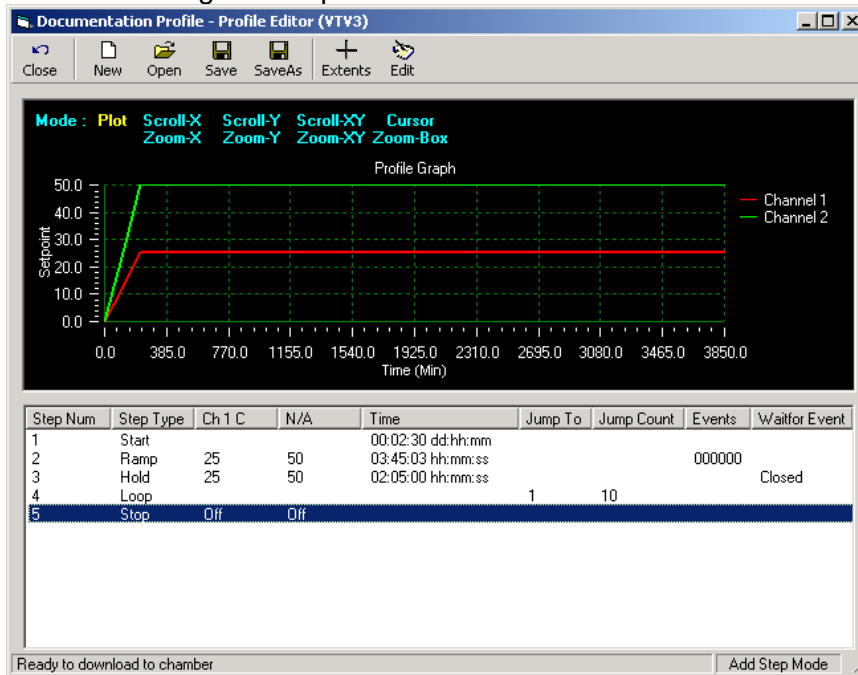 Documentation Profile - Profile Editor (VTV3)
Close New Open Save SaveAs Extents Edit
Mode : Plot Scroll-X Scroll-Y Scroll-XY Cursor
Zoom-X Zoom-Y Zoom-XY Zoom-Box
Profile Graph
50.0
40.0
30.0
20.0
10.0
0.0
Setpoint
Channel 1
Channel 2
0.0 385.0 770.0 1155.0 1540.0 1925.0 2310.0 2695.0 3080.0 3465.0 3850.0
Time (Min)
Step Num Step Type Ch 1 C N/A Time Jump To Jump Count Events Waitfor Event
1 Start 00:02:30 dd:hh:mm
2 Ramp 25 50 03:45:03 hh:mm:ss 000000
3 Hold 25 50 02:05:00 hh:mm:ss Closed
4 Loop 1 10
5 Stop Off Off
Ready to download to chamber Add Step Mode